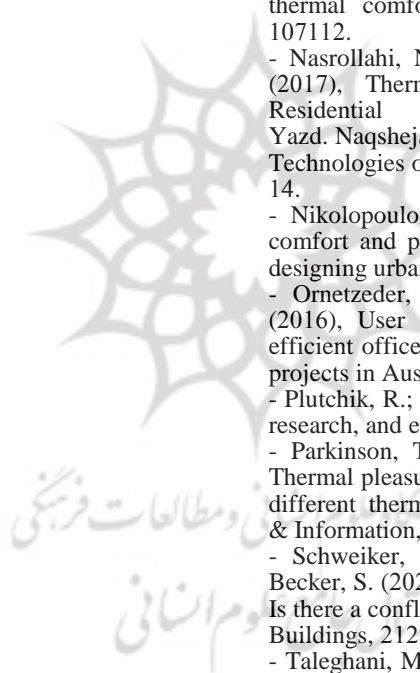 thermal comfo
107112.
- Nasrollahi, N
(2017), Therm
Residential
Yazd. Naqsheja
Technologies o
14.
- Nikolopoulo
comfort and p
designing urba
- Ornetzeder,
(2016), User
efficient office
projects in Aus
- Plutchik, R.;
research, and e
- Parkinson, T
Thermal pleasu
different therm
& Information,
- Schweiker,
Becker, S. (202
Is there a confl
Buildings, 212
- Taleghani, M
و مطالعات فرهنگی
علوم انسانی